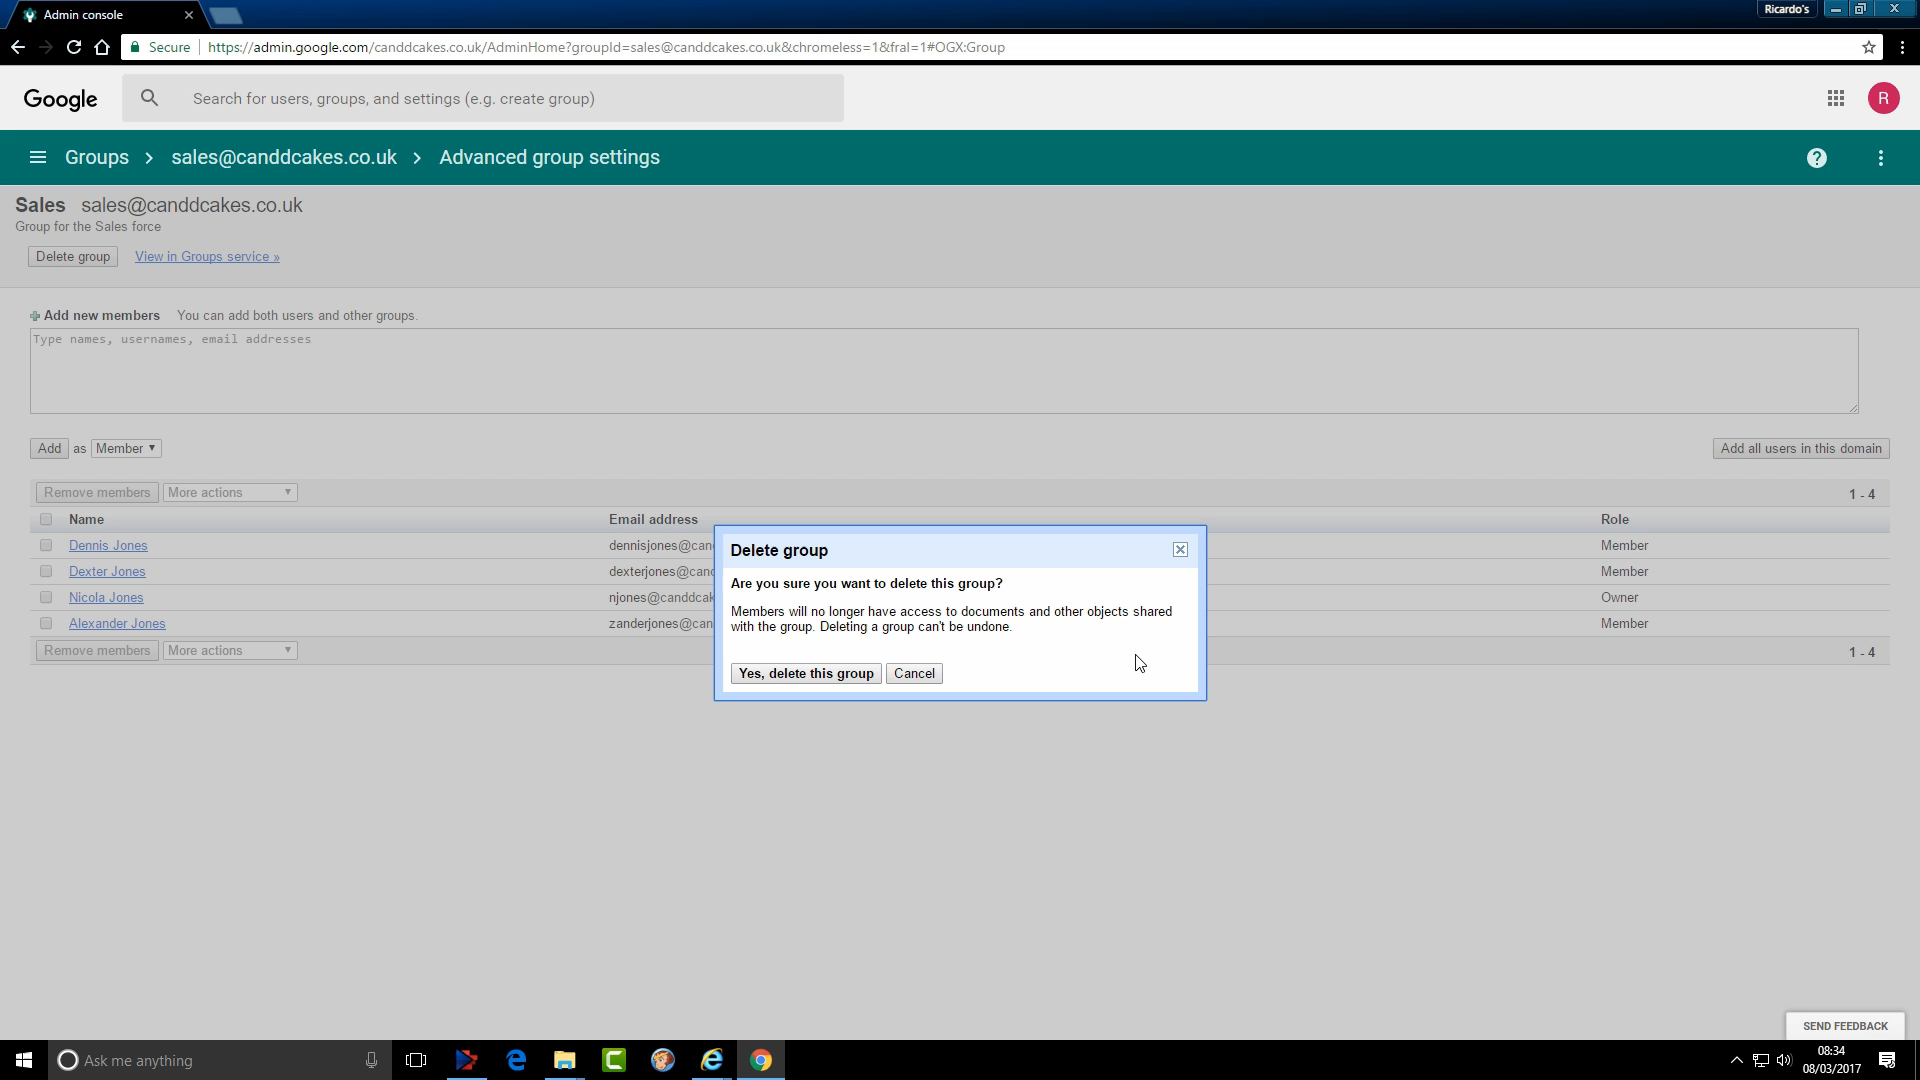 Admin console
Ricardo's
Secure
https://admin.google.com/canddcakes.co.uk/AdminHome?groupId=sales@canddcakes.co.uk&chromeless=1&fral=1#OGX:Group
Google
Search for users, groups, and settings (e.g. create group)
R
Groups > sales@canddcakes.co.uk > Advanced group settings
Sales sales@canddcakes.co.uk
Group for the Sales force
Delete group View in Groups service »
Add new members You can add both users and other groups.
Type names, usernames, email addresses
Add as Member Add all users in this domain
Remove members More actions 1 - 4
Name Email address Role
Dennis Jones dennisjones@can Member
Dexter Jones dexterjones@canc Member
Nicola Jones njones@canddcak Owner
Alexander Jones zanderjones@can Member
Remove members More actions 1 - 4
Delete group
Are you sure you want to delete this group?
Members will no longer have access to documents and other objects shared
with the group. Deleting a group can't be undone.
Yes, delete this group Cancel
SEND FEEDBACK
Ask me anything
08:34
08/03/2017